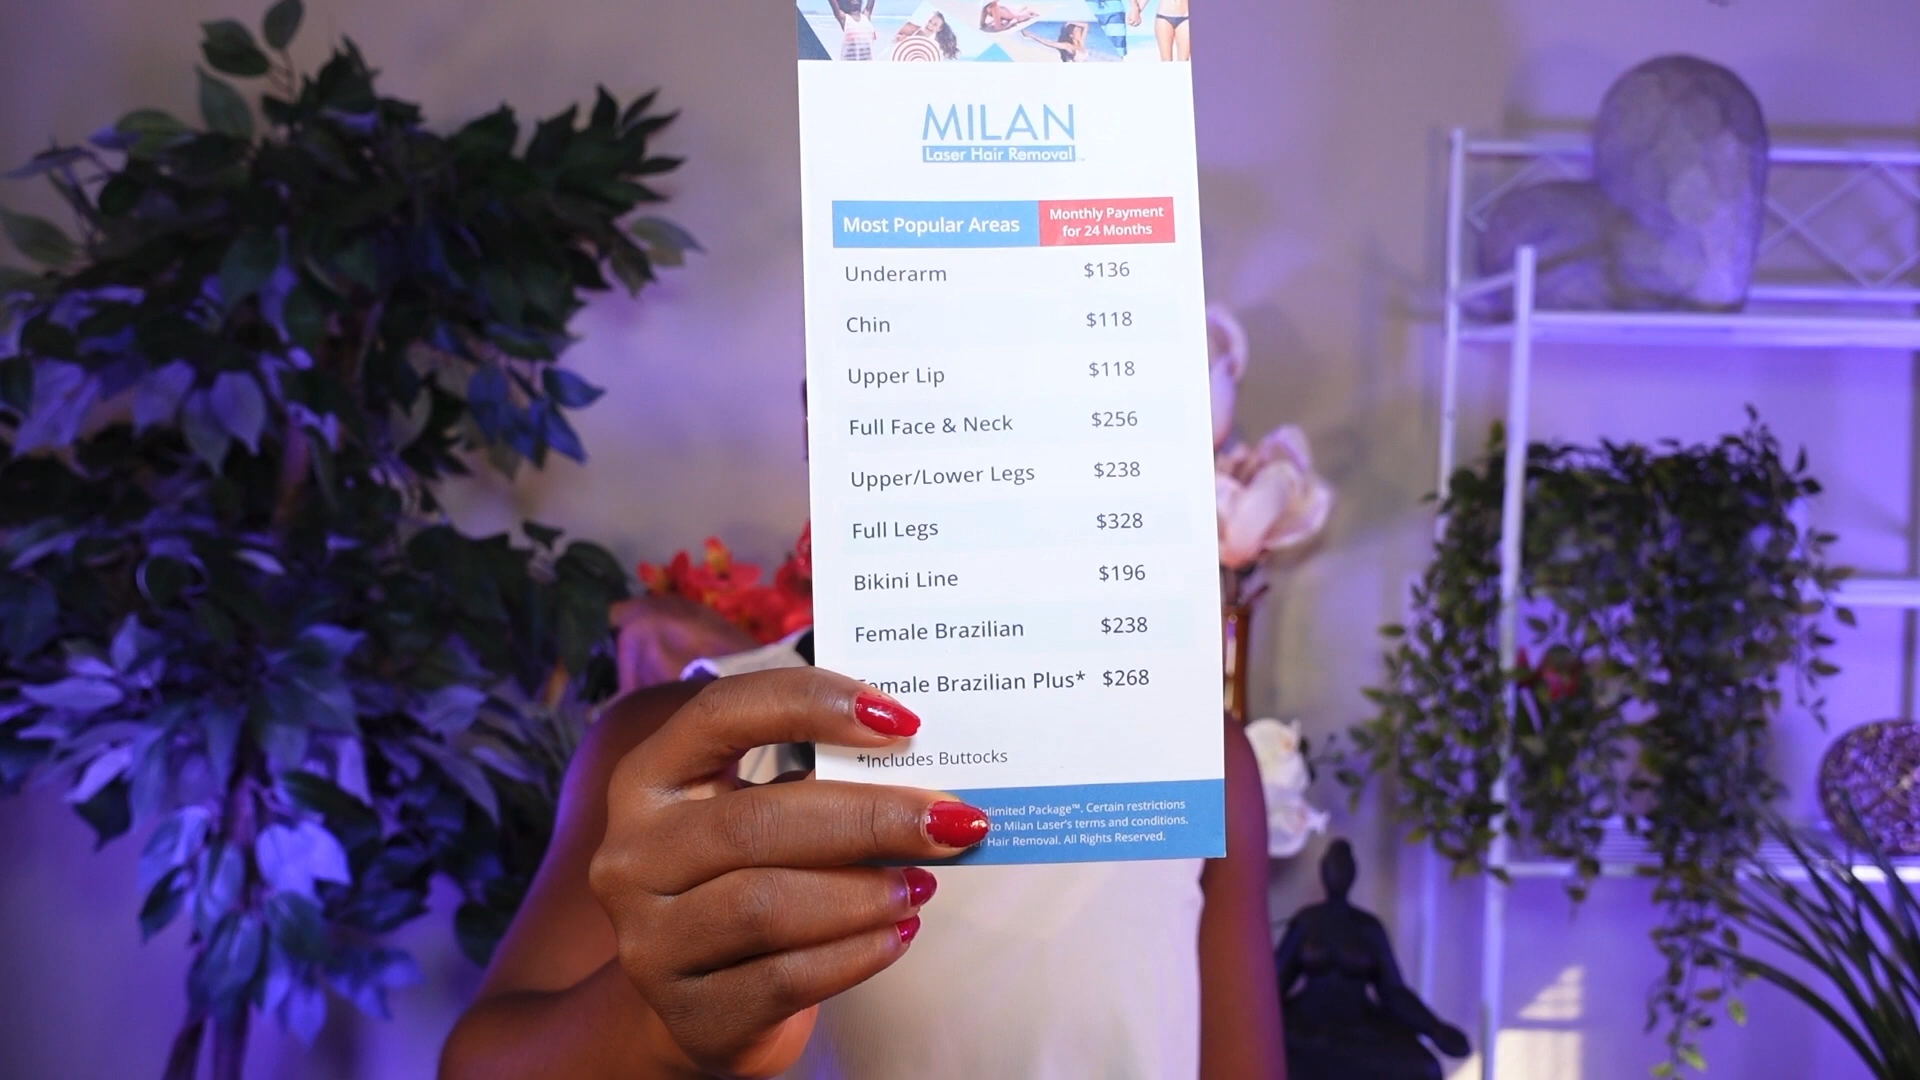 MILAN
Laser Hair Removal
Most Popular Areas
Monthly Payment
for 24 Months
Underarm $136
Chin $118
Upper Lip $118
Full Face & Neck $256
Upper/Lower Legs $238
Full Legs $328
Bikini Line $196
Female Brazilian $238
Brazilian Plus* $268
*Includes Buttocks
Package™. Certain restrictions
to Milan Laser's terms and conditions.
Hair Removal. All Rights Reserved.